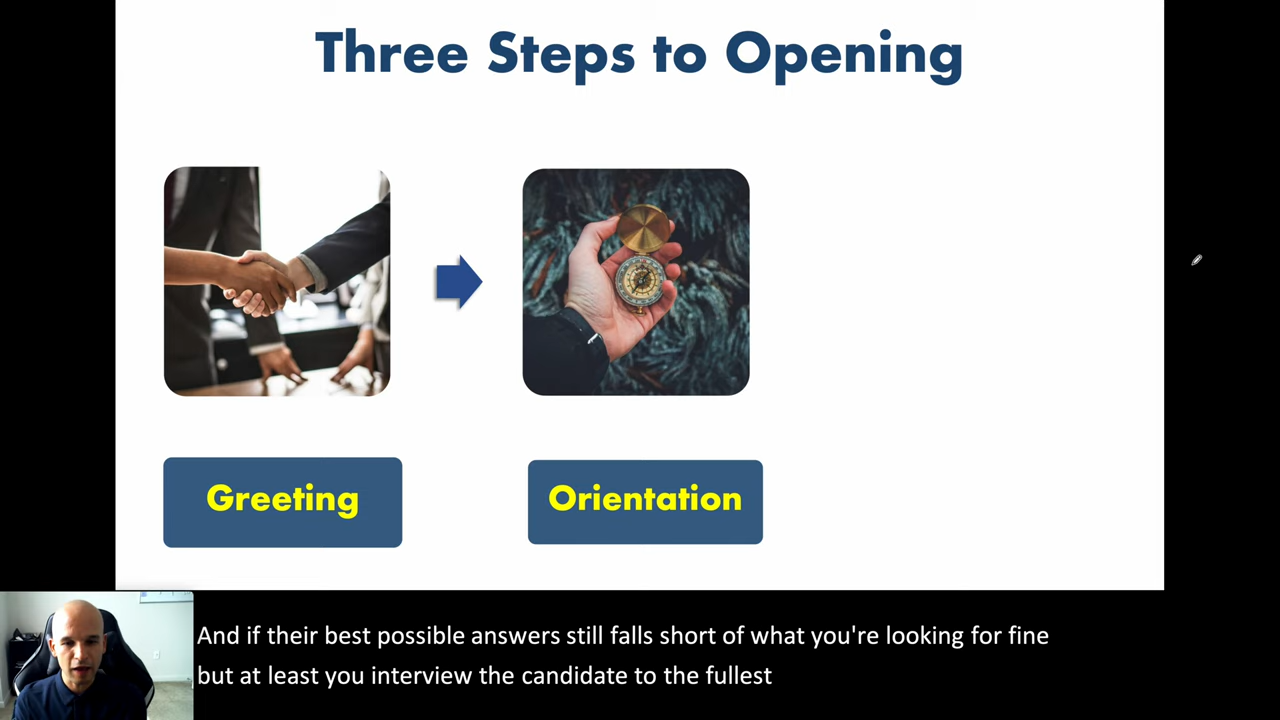 Three Steps to Opening
Greeting
Orientation
And if their best possible answers still falls short of what you're looking for fine
but at least you interview the candidate to the fullest